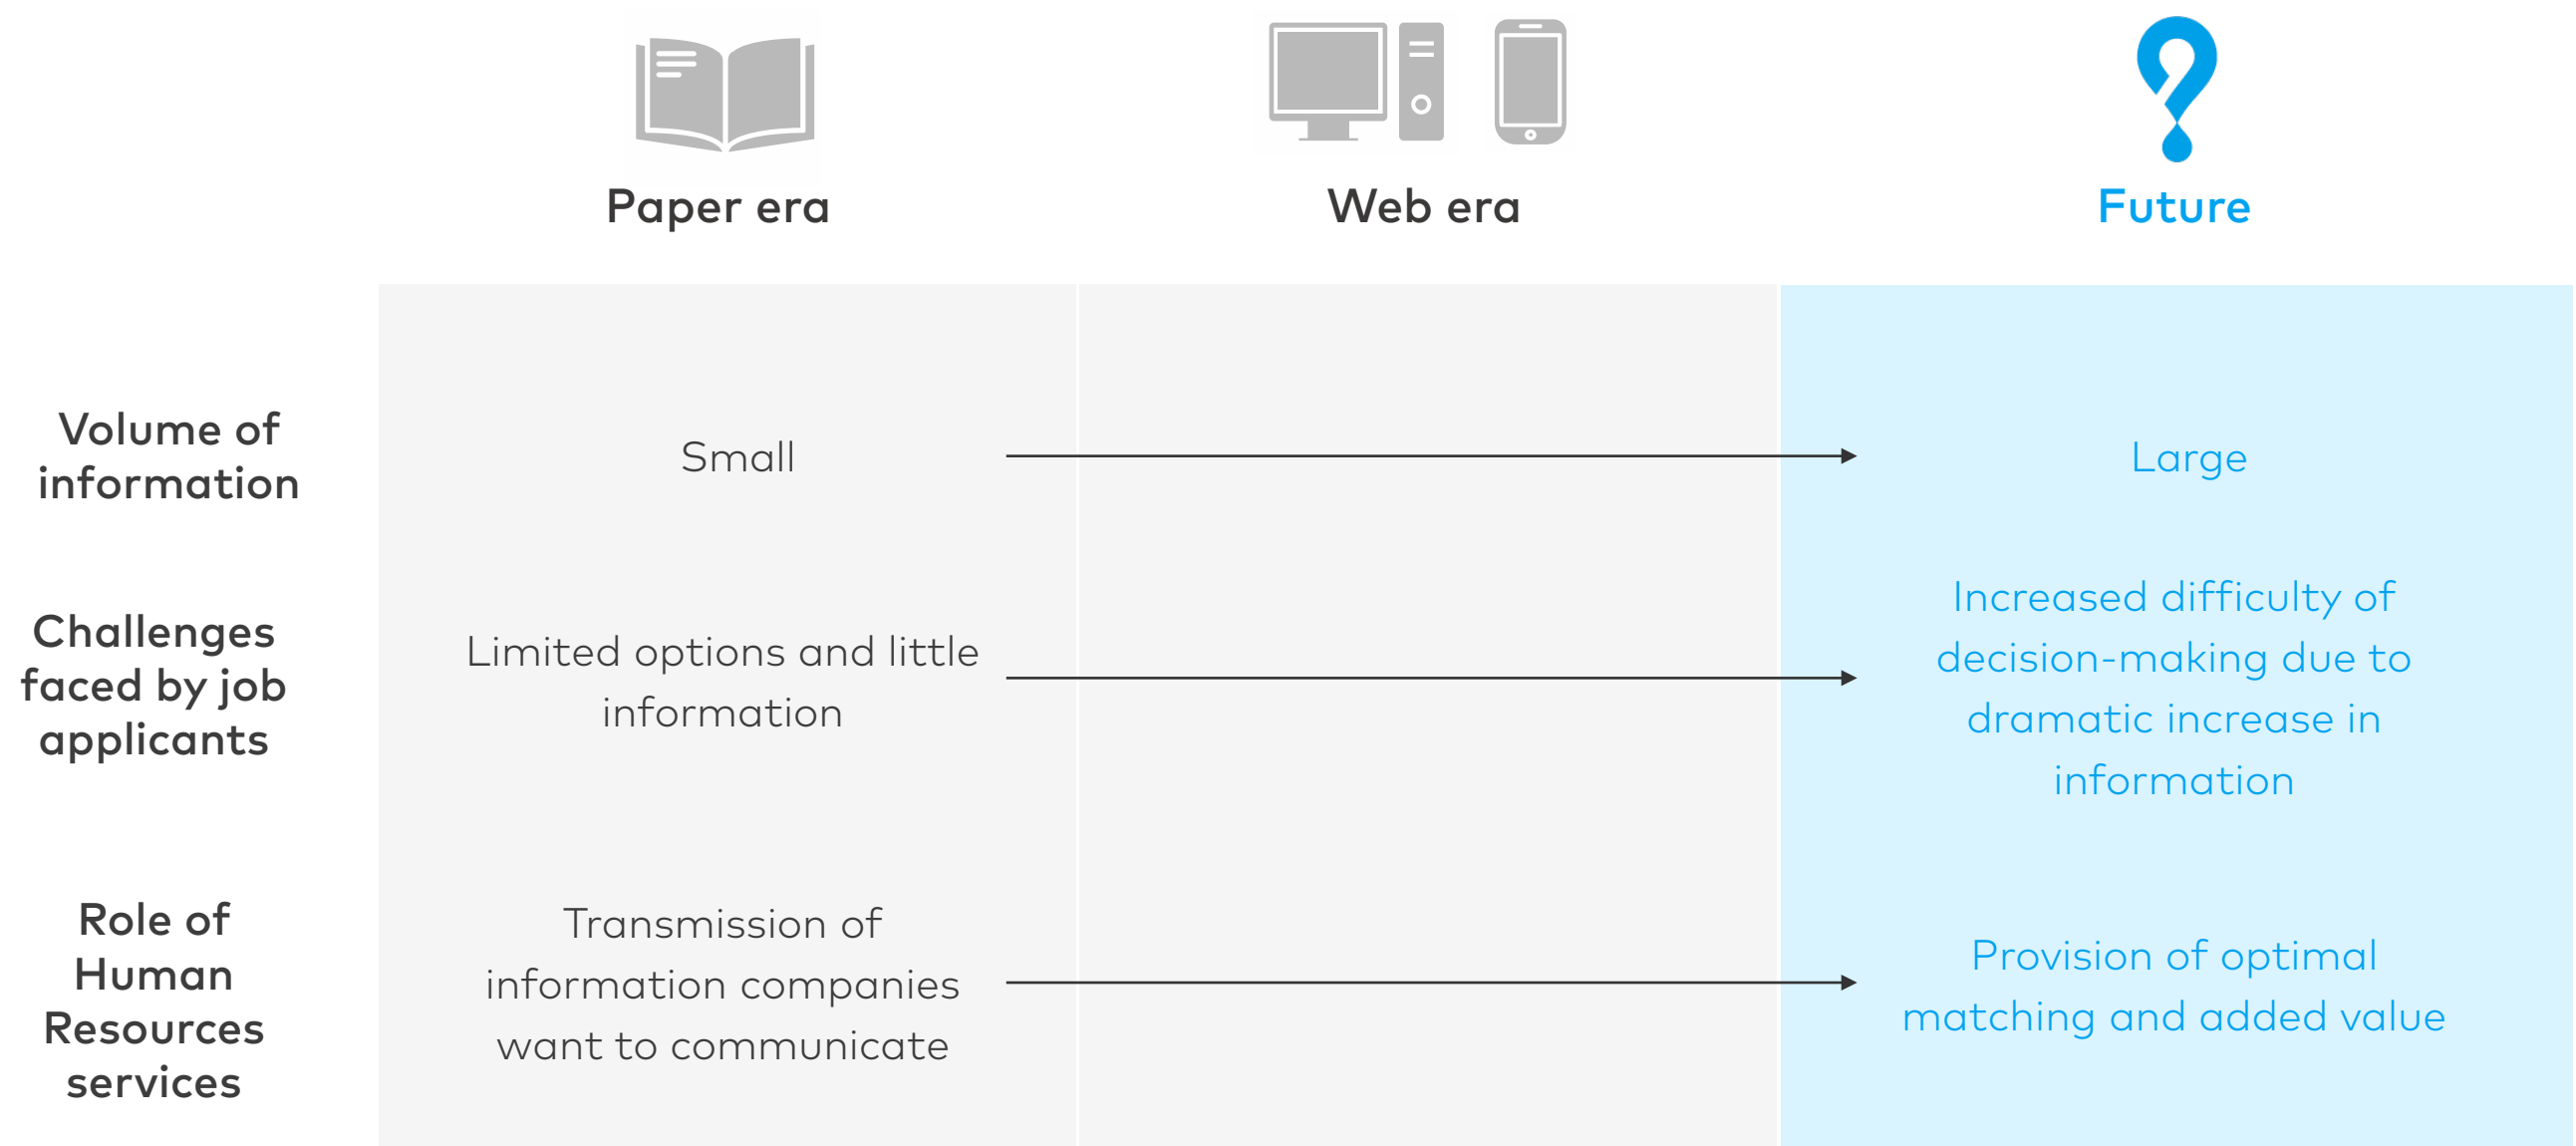 Paper era
Web era
Future
Volume of
information
Small
Large
Challenges
faced by job
applicants
Limited options and little
information
Increased difficulty of
decision-making due to
dramatic increase in
information
Role of
Human
Resources
services
Transmission of
information companies
want to communicate
Provision of optimal
matching and added value